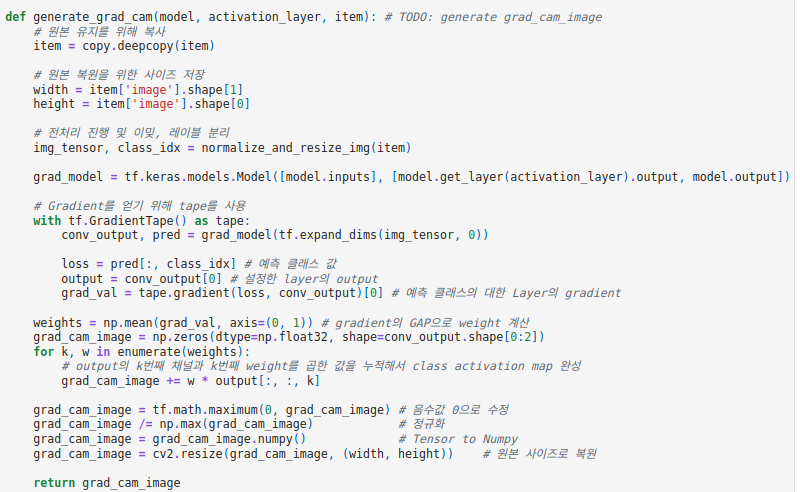 def generate_grad_cam(model, activation_layer, item): # TODO: generate grad_cam_image
    # 원본 유지를 위해 복사
    item = copy.deepcopy(item)

    # 원본 복원을 위한 사이즈 저장
    width = item['image'].shape[1]
    height = item['image'].shape[0]

    # 전처리 진행 및 이밎, 레이블 분리
    img_tensor, class_idx = normalize_and_resize_img(item)

    grad_model = tf.keras.models.Model([model.inputs], [model.get_layer(activation_layer).output, model.output])

    # Gradient를 얻기 위해 tape를 사용
    with tf.GradientTape() as tape:
        conv_output, pred = grad_model(tf.expand_dims(img_tensor, 0))

        loss = pred[:, class_idx] # 예측 클래스 값
        output = conv_output[0] # 설정한 layer의 output
        grad_val = tape.gradient(loss, conv_output)[0] # 예측 클래스의 대한 Layer의 gradient

    weights = np.mean(grad_val, axis=(0, 1)) # gradient의 GAP으로 weight 계산
    grad_cam_image = np.zeros(dtype=np.float32, shape=conv_output.shape[0:2])
    for k, w in enumerate(weights):
        # output의 k번째 채널과 k번째 weight를 곱한 값을 누적해서 class activation map 완성
        grad_cam_image += w * output[:, :, k]

    grad_cam_image = tf.math.maximum(0, grad_cam_image) # 음수값 0으로 수정
    grad_cam_image /= np.max(grad_cam_image)            # 정규화
    grad_cam_image = grad_cam_image.numpy()             # Tensor to Numpy
    grad_cam_image = cv2.resize(grad_cam_image, (width, height))    # 원본 사이즈로 복원

    return grad_cam_image